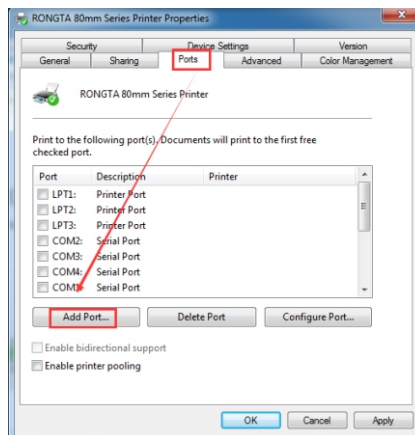 RONGTA 80mm Series Printer Properties
Security Device Settings Version
General Sharing Ports Advanced Color Management
RONGTA 80mm Series Printer
Print to the following port(s). Documents will print to the first free
checked port.
Port Description Printer
LPT1: Printer Port
LPT2: Printer Port
LPT3: Printer Port
COM2: Serial Port
COM3: Serial Port
COM4: Serial Port
Serial Port
Add Port... Delete Port Configure Port...
Enable bidirectional support
Enable printer pooling
OK Cancel Apply